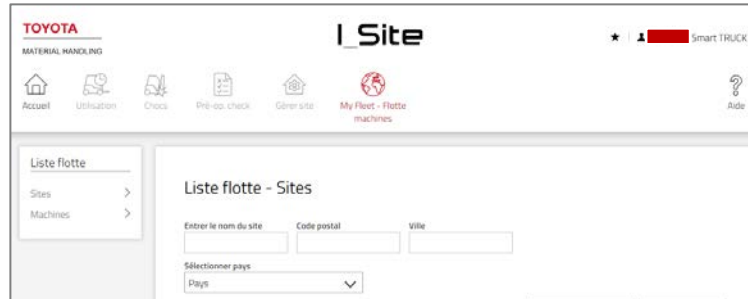 TOYOTA
MATERIAL HANDLING
I_Site
Smart TRUCK
Accueil
Utilisation
Chocs
Pré-op. check
Gérer site
My Fleet - Flotte
machines
Aide
Liste flotte
Sites
Machines
Liste flotte - Sites
Entrer le nom du site
Code postal
Ville
Sélectionner pays
Pays